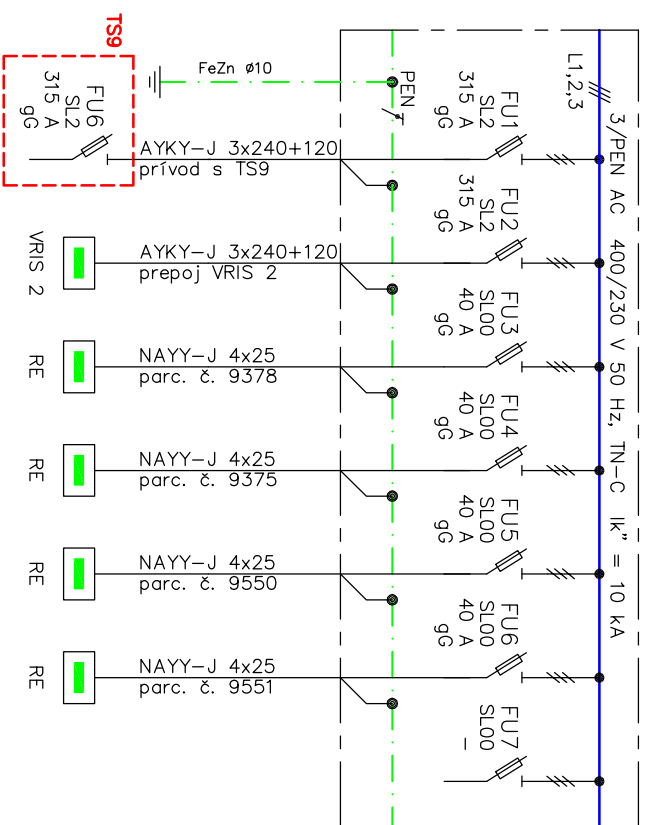 TS9
FU6
SL2
315 A
gG
FeZn ø10
PEN
L1,2,3
3/PEN AC 400/230 V 50 Hz, TN-C Ik" = 10 kA
FU1
SL2
315 A
gG
AYKY-J 3x240+120
prívod s TS9
FU2
SL2
315 A
gG
AYKY-J 3x240+120
prepoj VRIS 2
VRIS 2
FU3
SL00
40 A
gG
NAYY-J 4x25
parc. č. 9378
RE
FU4
SL00
40 A
gG
NAYY-J 4x25
parc. č. 9375
RE
FU5
SL00
40 A
gG
NAYY-J 4x25
parc. č. 9550
RE
FU6
SL00
40 A
gG
NAYY-J 4x25
parc. č. 9551
RE
FU7
SL00
-